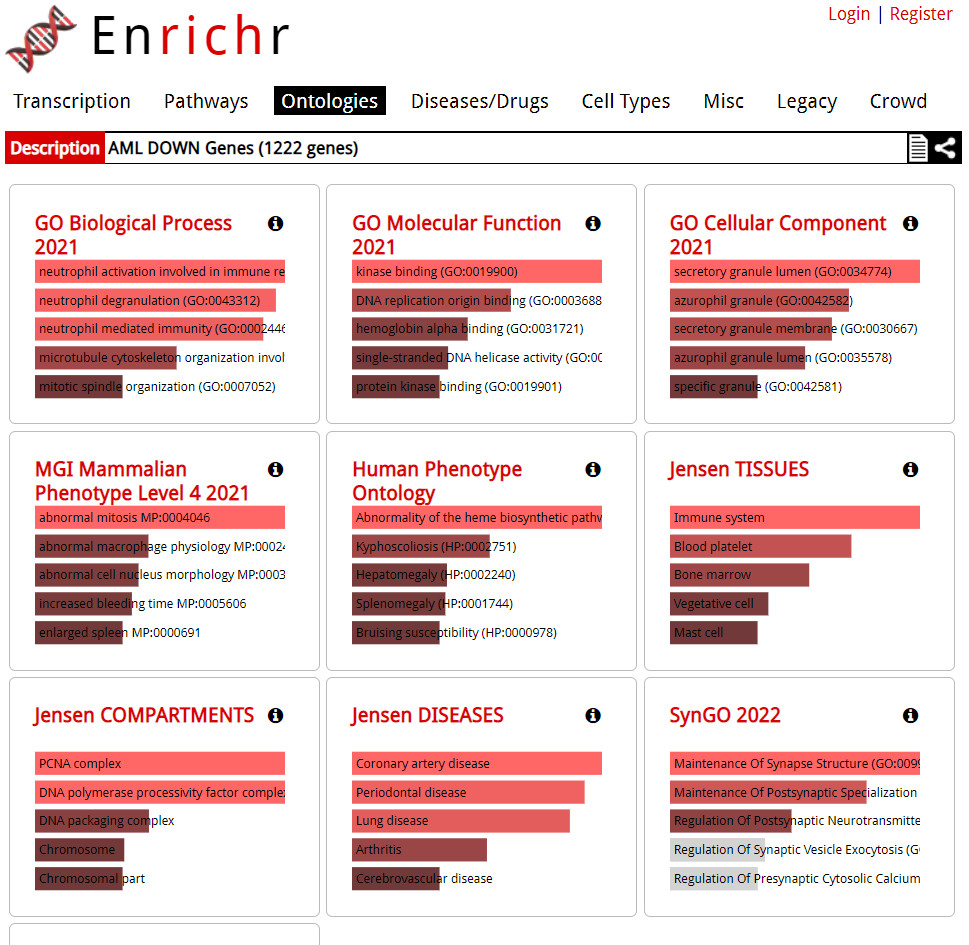 Enrichr
Login | Register
Transcription Pathways Ontologies Diseases/Drugs Cell Types Misc Legacy Crowd
Description AML DOWN Genes (1222 genes)
GO Biological Process
2021
neutrophil activation involved in immune re
neutrophil degranulation (GO:0043312)
neutrophil mediated immunity (GO:0002446
microtubule cytoskeleton organization invol
mitotic spindle organization (GO:0007052)
GO Molecular Function
2021
kinase binding (GO:0019900)
DNA replication origin binding (GO:0003688
hemoglobin alpha binding (GO:0031721)
single-stranded DNA helicase activity (GO:00
protein kinase binding (GO:0019901)
GO Cellular Component
2021
secretory granule lumen (GO:0034774)
azurophil granule (GO:0042582)
secretory granule membrane (GO:0030667)
azurophil granule lumen (GO:0035578)
specific granule (GO:0042581)
MGI Mammalian
Phenotype Level 4 2021
abnormal mitosis MP:0004046
abnormal macrophage physiology MP:0002
abnormal cell nucleus morphology MP:0003
increased bleeding time MP:0005606
enlarged spleen MP:0000691
Human Phenotype
Ontology
Abnormality of the heme biosynthetic pathw
Kyphoscoliosis (HP:0002751)
Hepatomegaly (HP:0002240)
Splenomegaly (HP:0001744)
Bruising susceptibility (HP:0000978)
Jensen TISSUES
Immune system
Blood platelet
Bone marrow
Vegetative cell
Mast cell
Jensen COMPARTMENTS
PCNA complex
DNA polymerase processivity factor comple
DNA packaging complex
Chromosome
Chromosomal part
Jensen DISEASES
Coronary artery disease
Periodontal disease
Lung disease
Arthritis
Cerebrovascular disease
SynGO 2022
Maintenance Of Synapse Structure (GO:009
Maintenance Of Postsynaptic Specialization
Regulation Of Postsynaptic Neurotransmitte
Regulation Of Synaptic Vesicle Exocytosis (G
Regulation Of Presynaptic Cytosolic Calcium